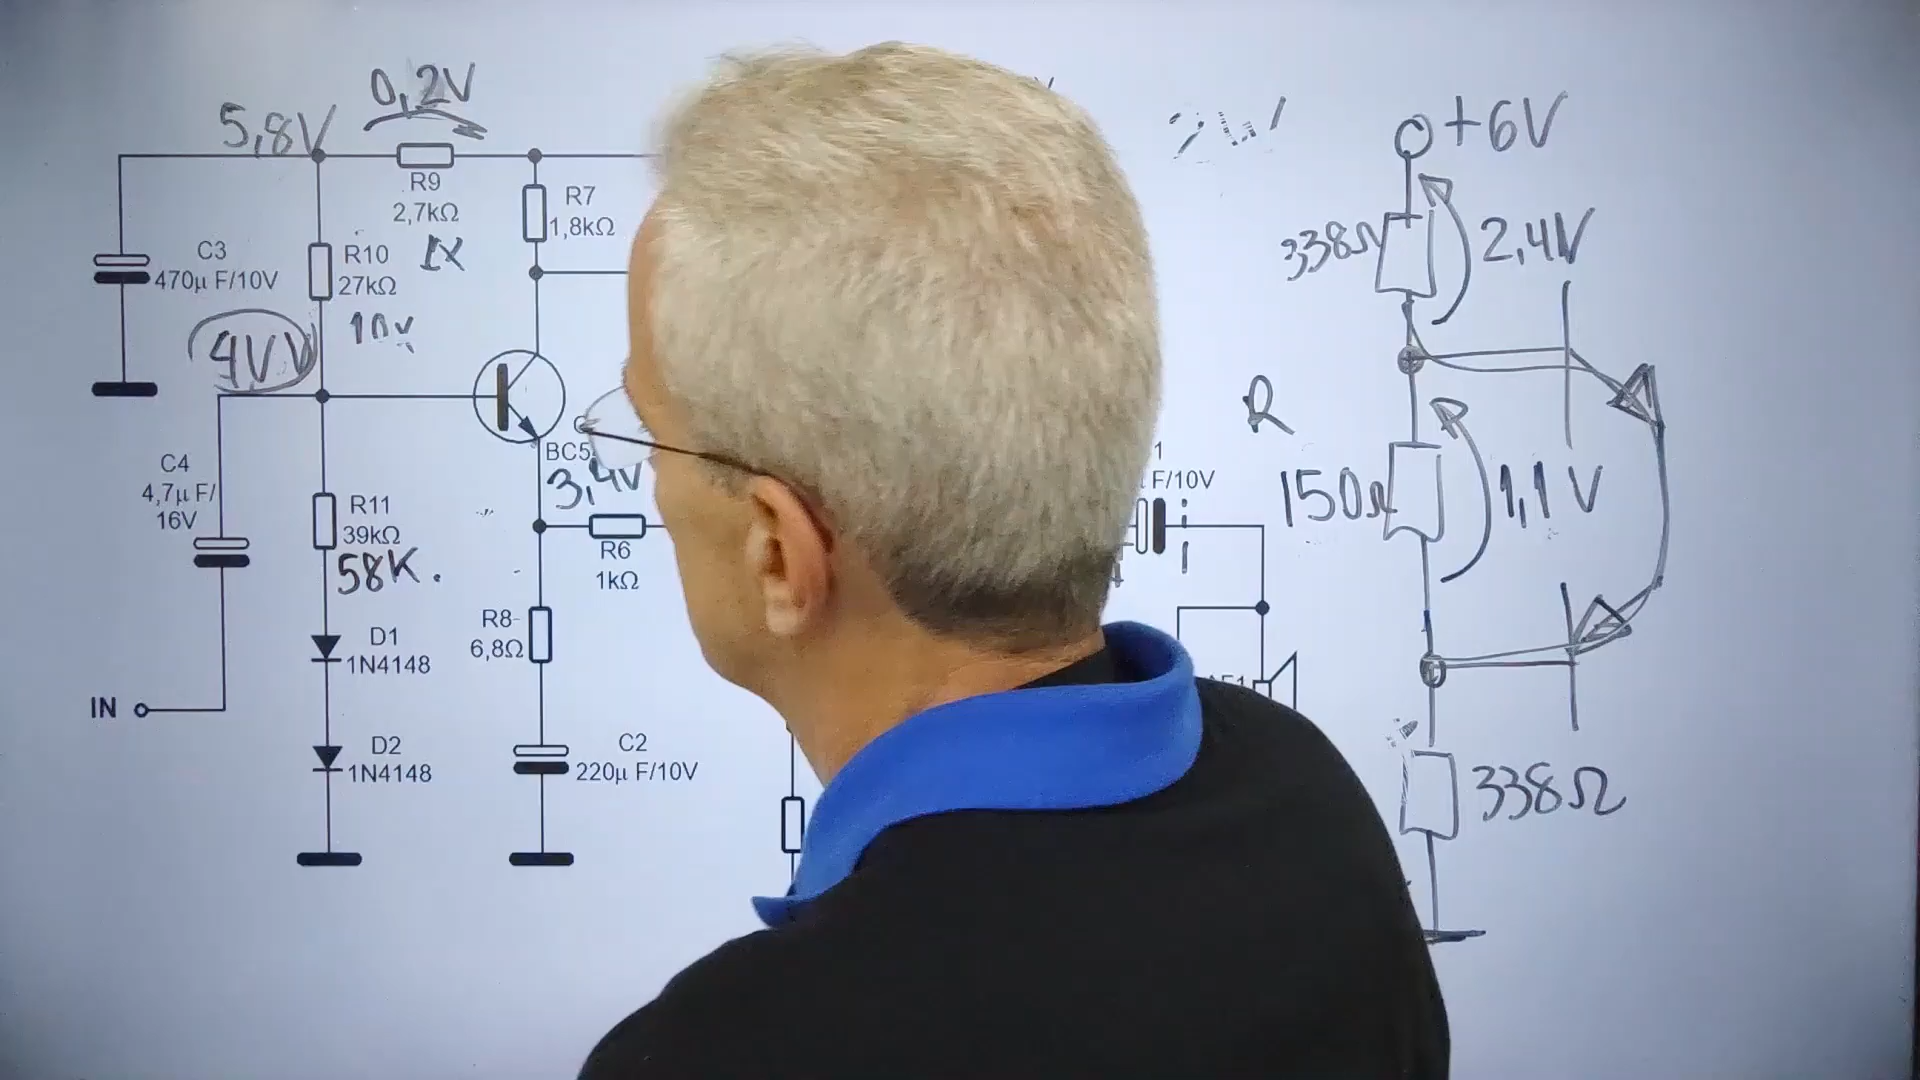 0,2V
5,8V
+6V
R9
2,7kΩ
1X
R7
1,8kΩ
C3
470µ F/10V
R10
27kΩ
338Ω
2,4V
4V
BC5
3,4V
R
1
F/10V
C4
4,7µ F/
16V
R11
39kΩ
58K.
R6
1kΩ
150Ω
1,1V
R8
6,8Ω
D1
1N4148
IN
D2
1N4148
C2
220µ F/10V
338Ω